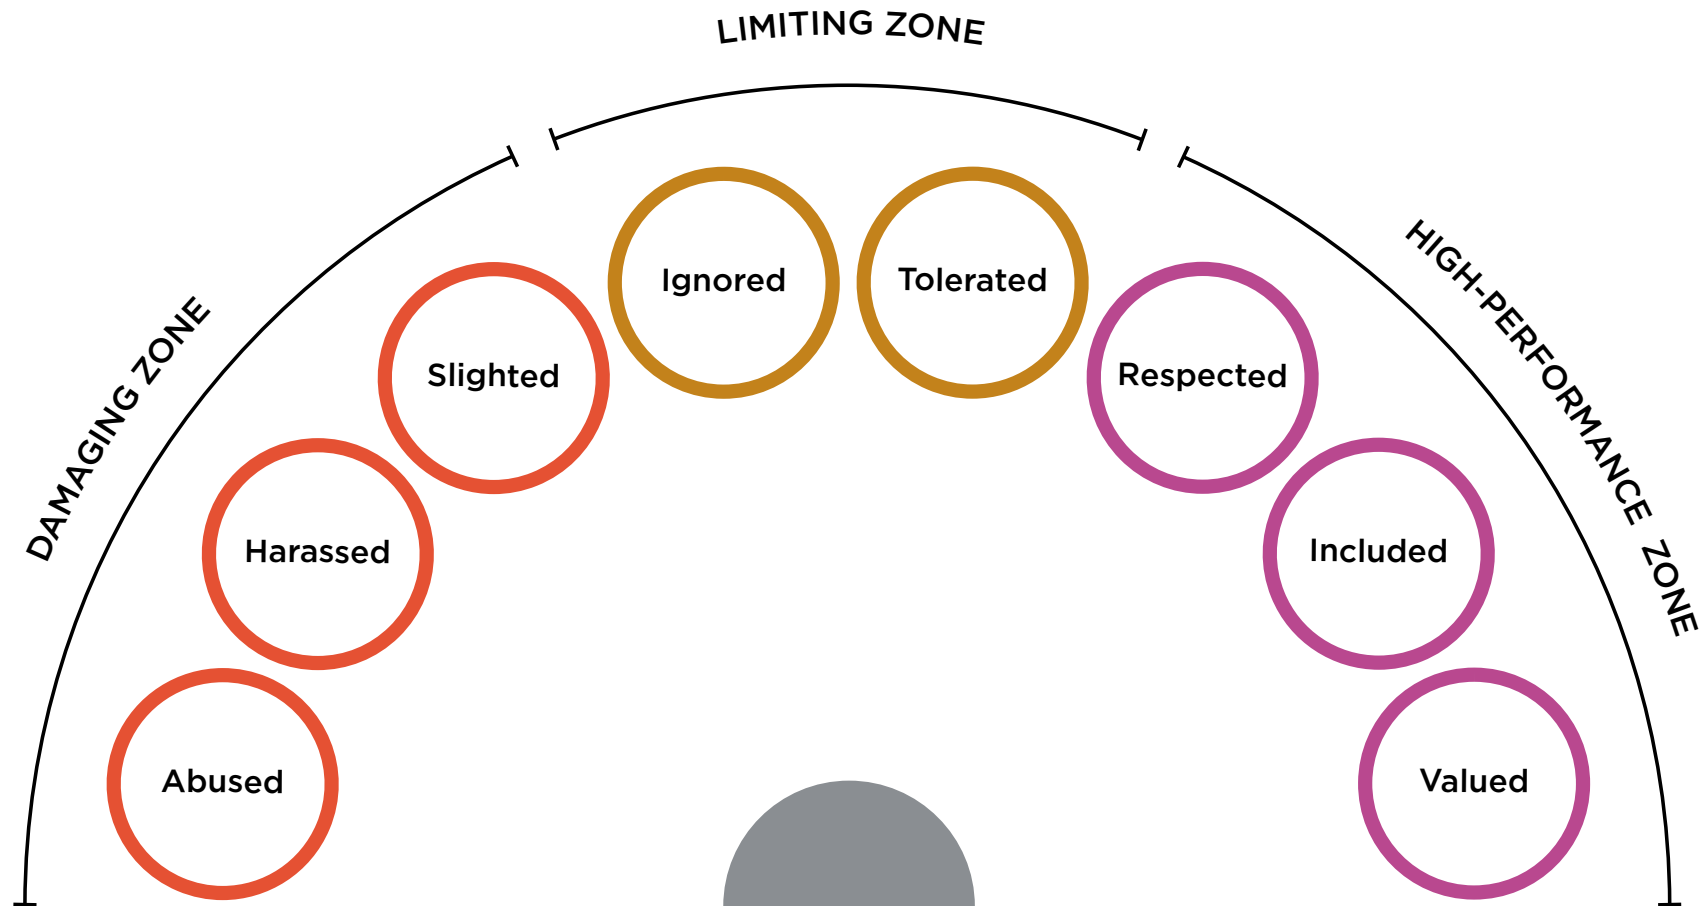 LIMITING ZONE
DAMAGING ZONE
HIGH-PERFORMANCE ZONE
Ignored
Tolerated
Slighted
Respected
Harassed
Included
Abused
Valued